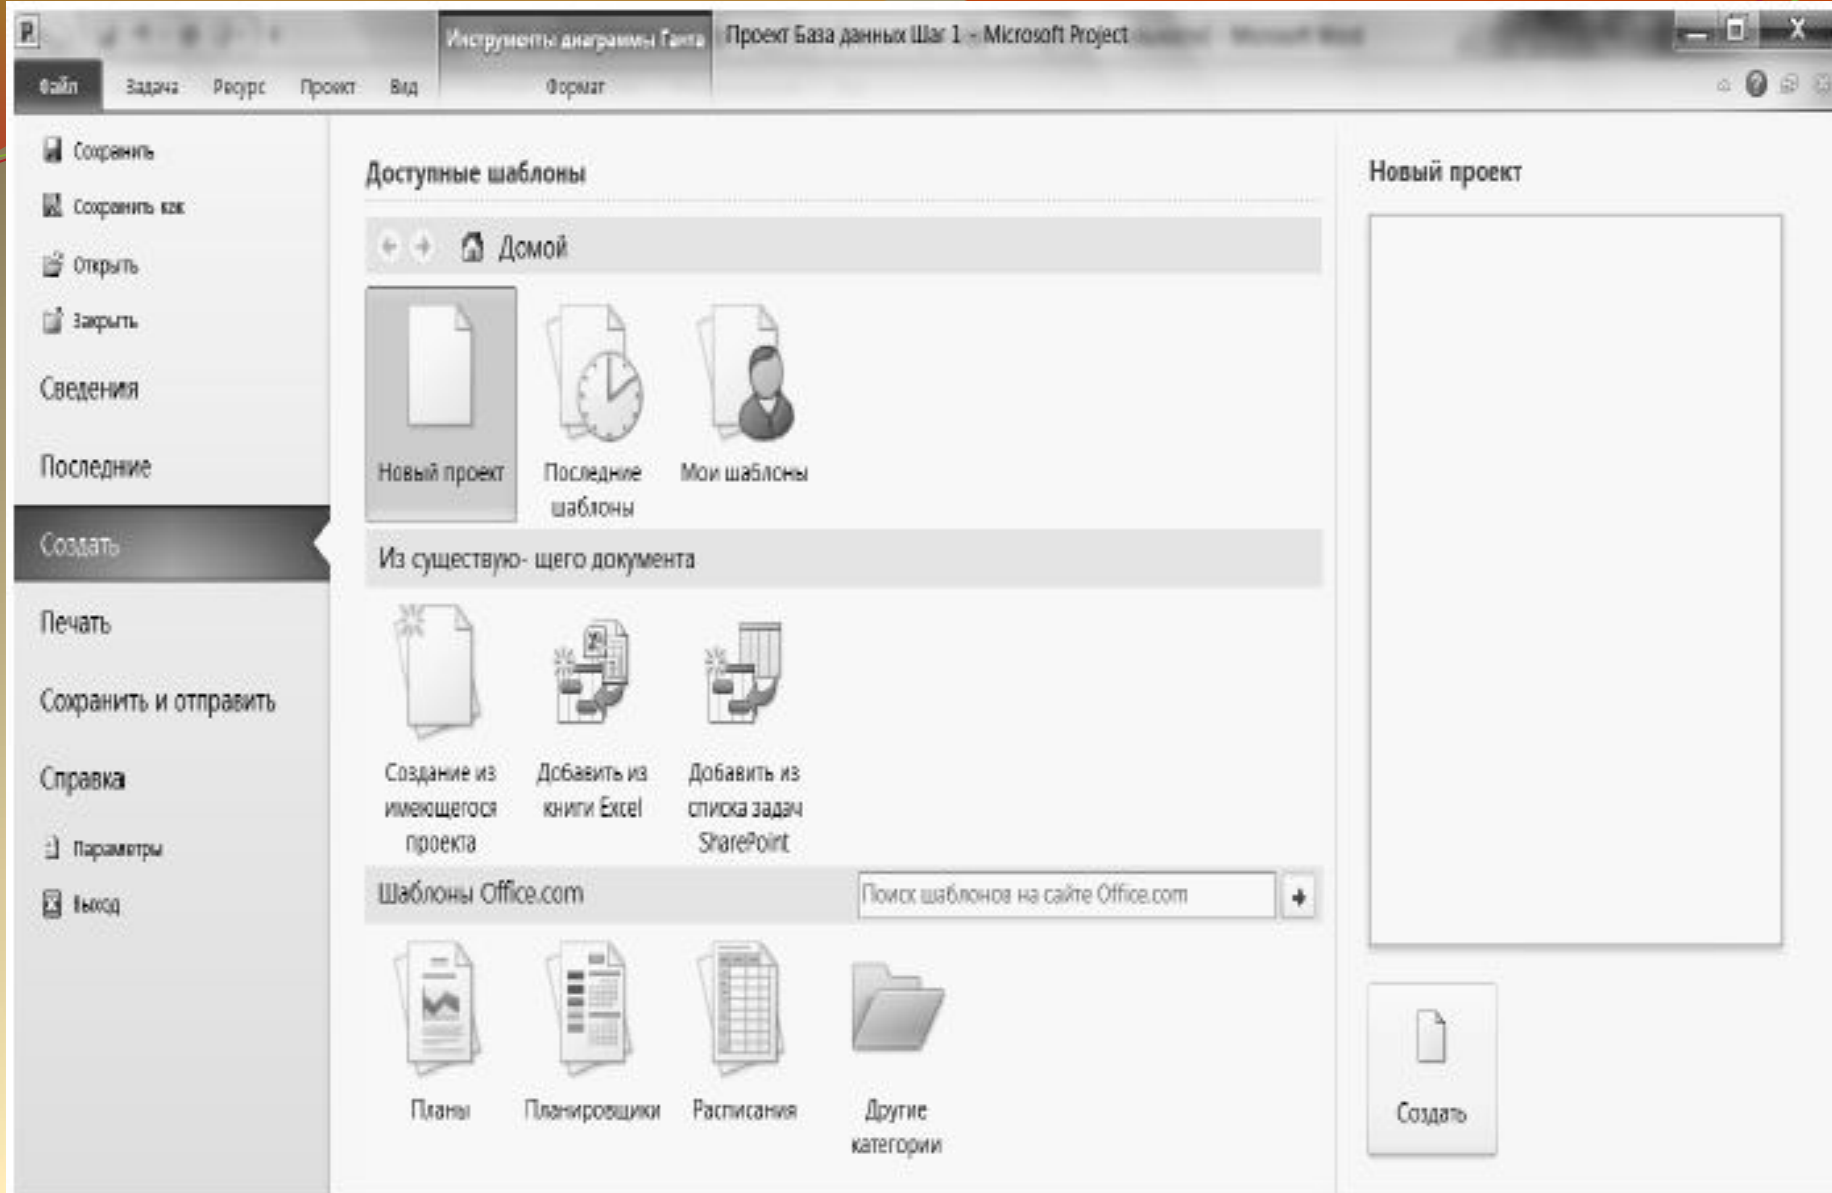 Инструменты диаграммы Ганта
Проект База данных Шаг 1 – Microsoft Project
Файл Задача Ресурс Проект Вид Формат
Сохранить
Сохранить как
Открыть
Закрыть
Сведения
Последние
Создать
Печать
Сохранить и отправить
Справка
Параметры
Выход
Доступные шаблоны
Домой
Новый проект
Последние
шаблоны
Мои шаблоны
Из существую- щего документа
Создание из
имеющегося
проекта
Добавить из
книги Excel
Добавить из
списка задач
SharePoint
Шаблоны Office.com
Поиск шаблонов на сайте Office.com
Планы
Планировщики
Расписания
Другие
категории
Новый проект
Создать